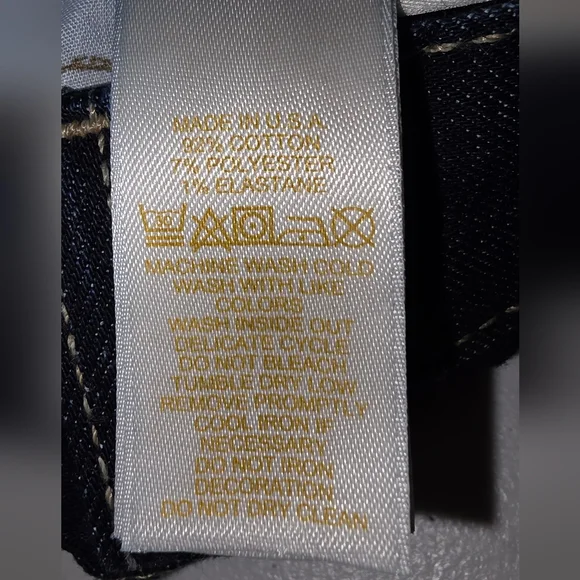 MADE IN U.S.A
92% COTTON
7% POLYESTER
1% ELASTANE
30
MACHINE WASH COLD
WASH WITH LIKE
COLORS
WASH INSIDE OUT
DELICATE CYCLE
DO NOT BLEACH
TUMBLE DRY LOW
REMOVE PROMPTLY
COOL IRON IF
NECESSARY
DO NOT IRON
DECORATION
DO NOT DRY CLEAN